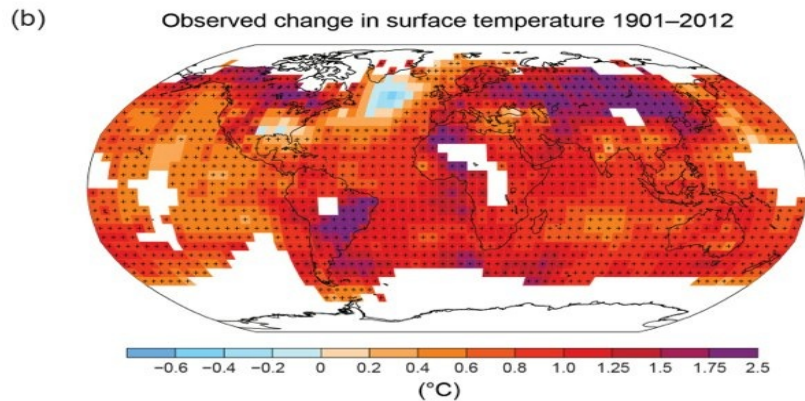 (b)
Observed change in surface temperature 1901–2012
−0.6 −0.4 −0.2 0 0.2 0.4 0.6 0.8 1.0 1.25 1.5 1.75 2.5
(°C)